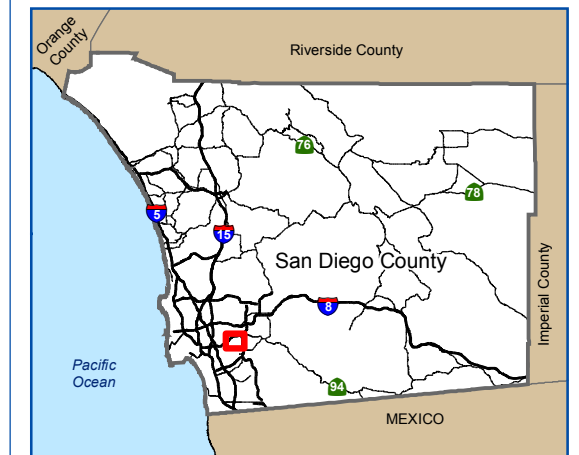 Orange
County
Riverside County
76
78
5
15
San Diego County
Imperial County
8
Pacific
Ocean
94
MEXICO